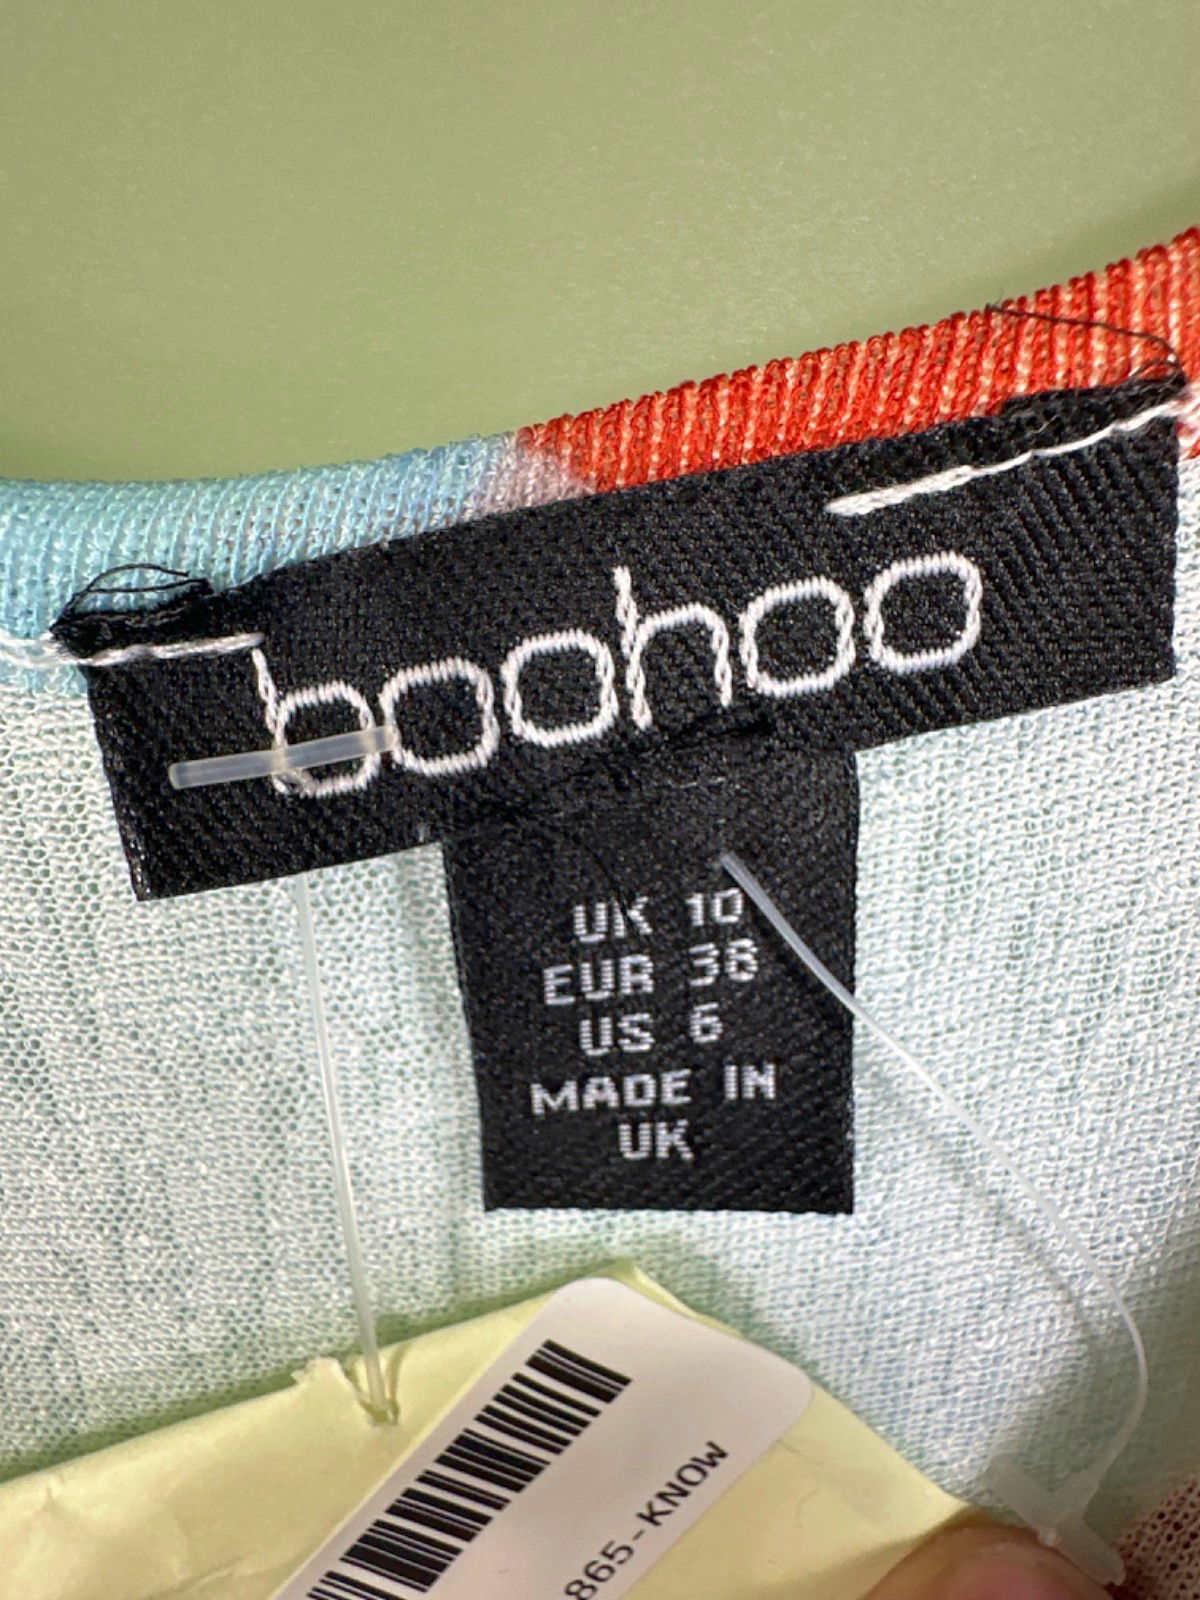 boohoo
UK 10
EUR 38
US 6
MADE IN
UK
865-KNOW